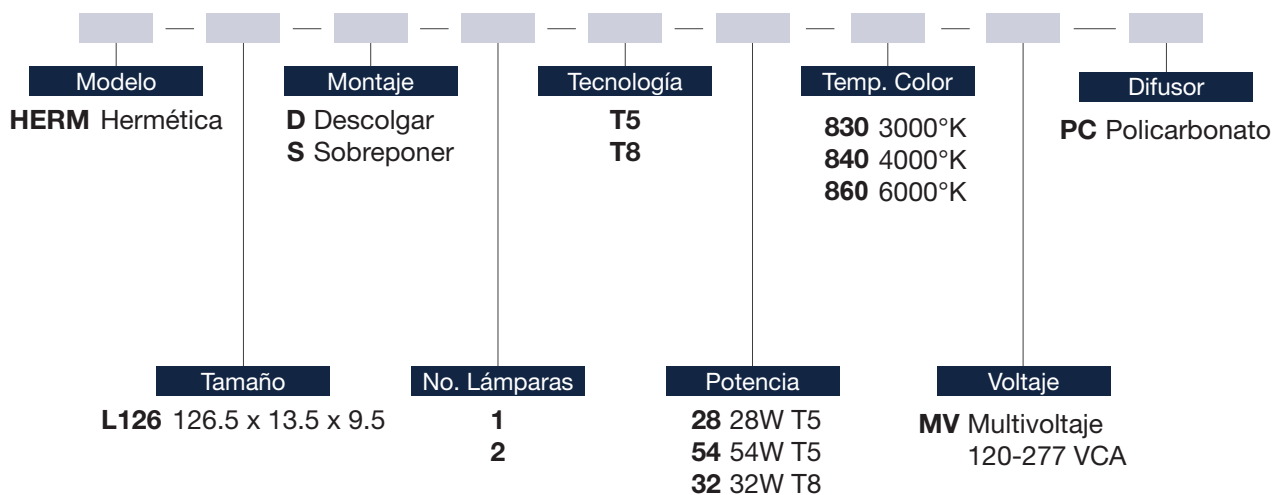 Modelo
HERM Hermética
Montaje
D Descolgar
S Sobreponer
Tecnología
T5
T8
Temp. Color
830 3000°K
840 4000°K
860 6000°K
Difusor
PC Policarbonato
Tamaño
L126 126.5 x 13.5 x 9.5
No. Lámparas
1
2
Potencia
28 28W T5
54 54W T5
32 32W T8
Voltaje
MV Multivoltaje
120-277 VCA